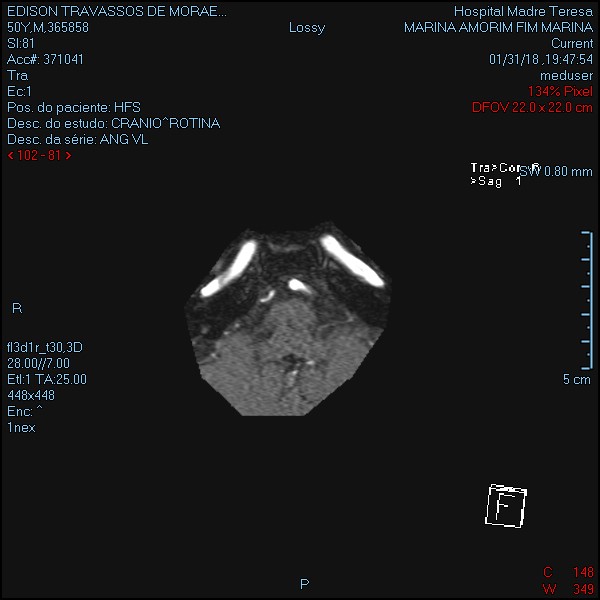 EDISON TRAVASSOS DE MORAE...
50Y,M,365858
Sl:81
Acc#: 371041
Tra
Ec:1
Pos. do paciente: HFS
Desc. do estudo: CRANIO^ROTINA
Desc. da série: ANG VL
< 102 - 81 >
Lossy
Hospital Madre Teresa
MARINA AMORIM FIM MARINA
Current
01/31/18 ,19:47:54
meduser
134% Pixel
DFOV 22.0 x 22.0 cm
Tra>Cor
SW 0.80 mm
>Sag 1
R
fl3d1r_t30,3D
28.00//7.00
Etl:1 TA:25.00
448x448
Enc: ^
1nex
5 cm
F
P
C 148
W 349